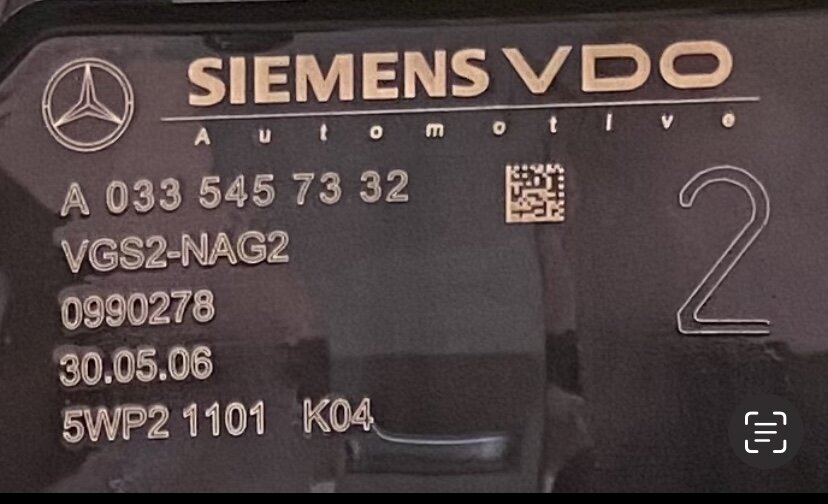 SIEMENS VDO
Automotive
A 033 545 73 32
VGS2-NAG2
0990278
30.05.06
5WP2 1101 K04
2